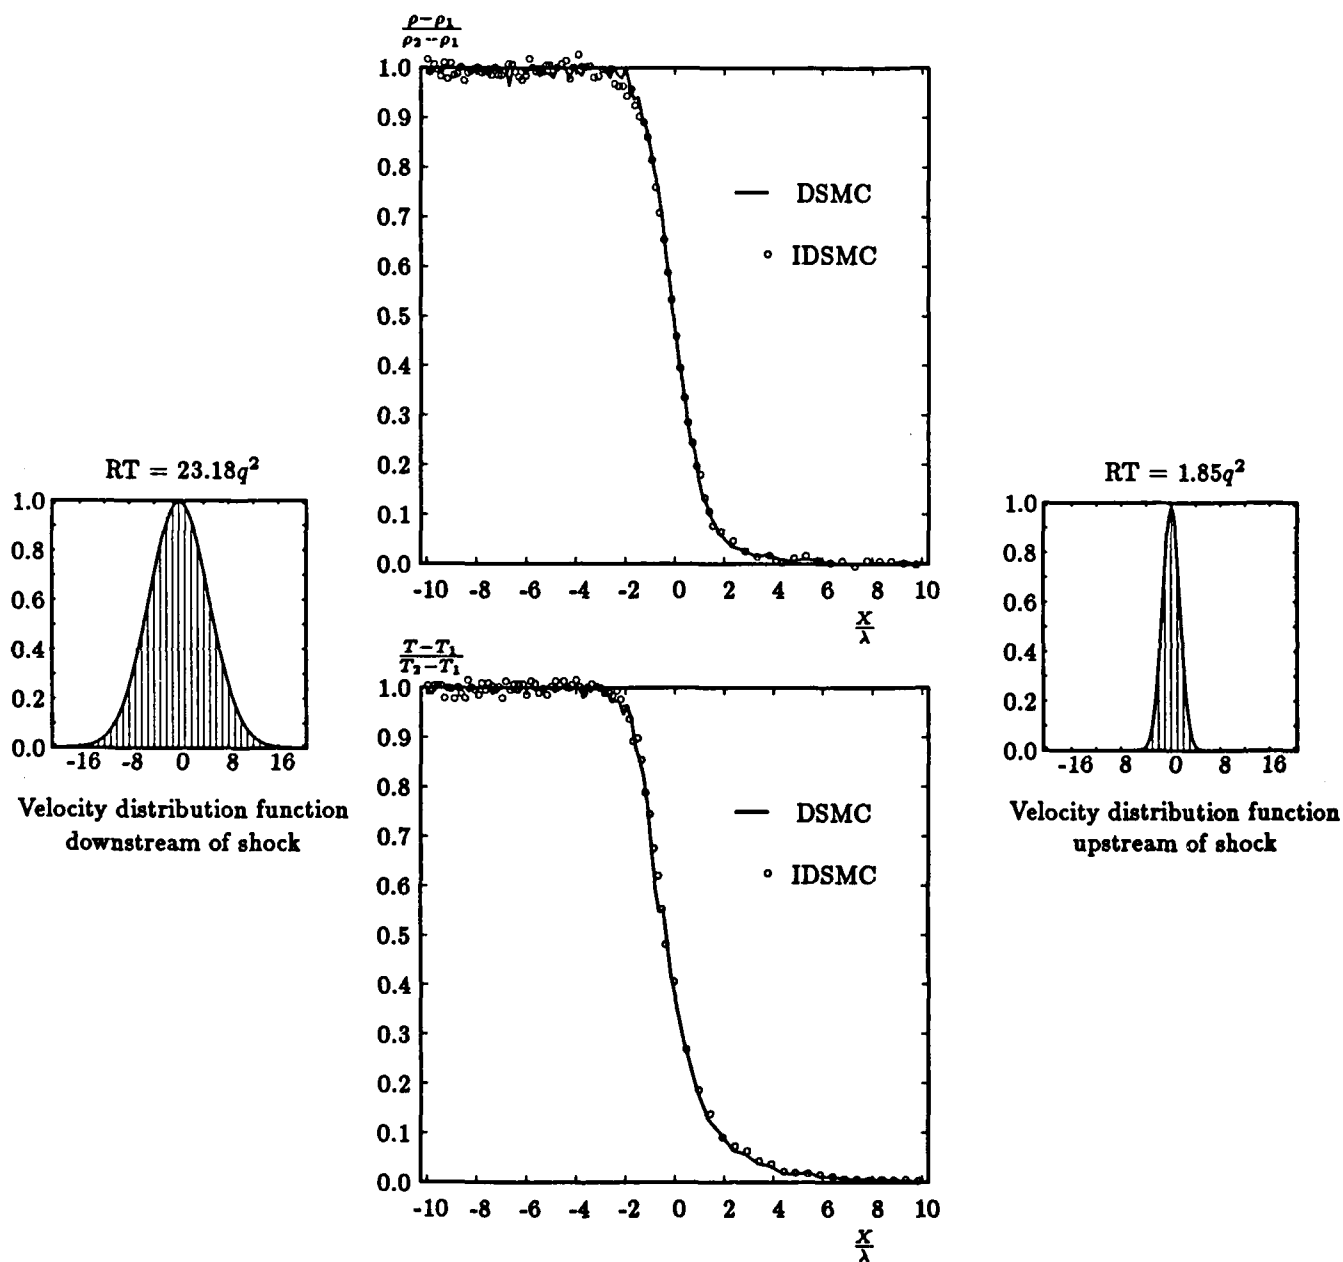 ρ-ρ₁
ρ₂--ρ₁
1.0
0.9
0.8
0.7
0.6
0.5
0.4
0.3
0.2
0.1
0.0
DSMC
IDSMC
-10 -8 -6 -4 -2 0 2 4 6 8 10
X
λ
RT = 23.18q²
1.0
0.8
0.6
0.4
0.2
0.0
-16 -8 0 8 16
Velocity distribution function
downstream of shock
RT = 1.85q²
1.0
0.8
0.6
0.4
0.2
0.0
-16 8 0 8 16
Velocity distribution function
upstream of shock
T-T₁
T₂-T₁
1.0
0.9
0.8
0.7
0.6
0.5
0.4
0.3
0.2
0.1
0.0
DSMC
IDSMC
-10 -8 -6 -4 -2 0 2 4 6 8 10
X
λ